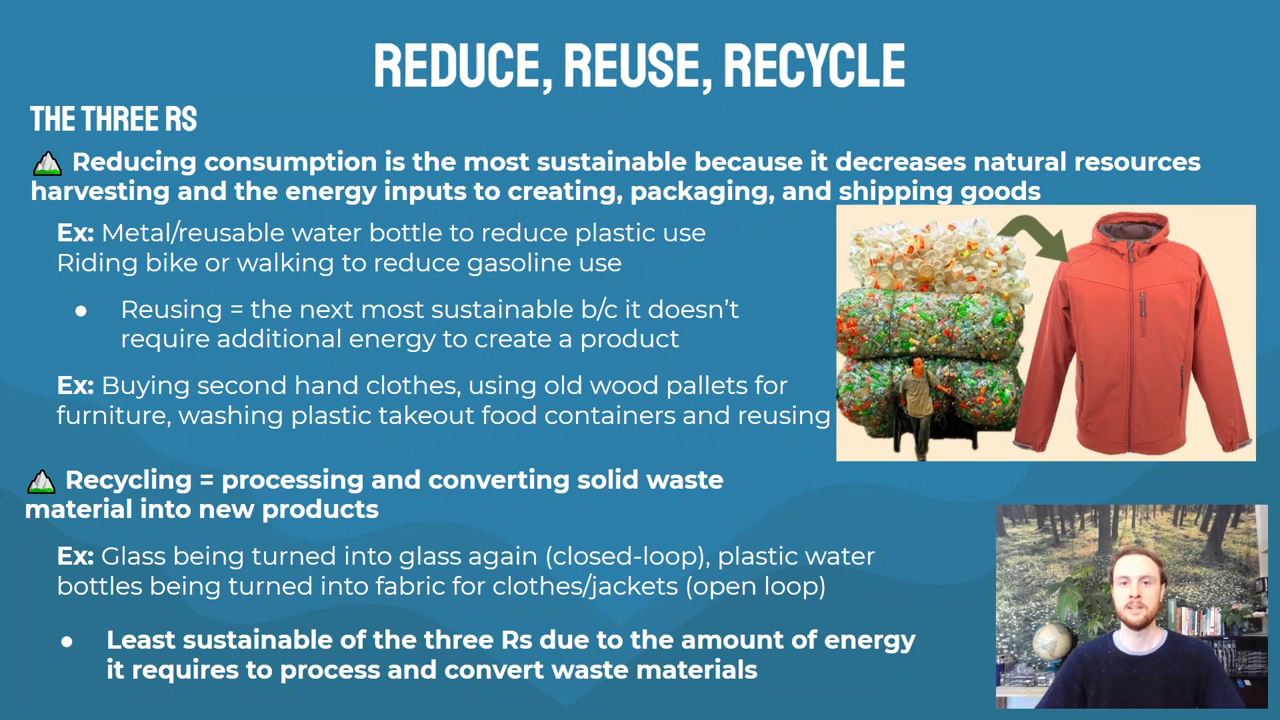 REDUCE, REUSE, RECYCLE
THE THREE RS
Reducing consumption is the most sustainable because it decreases natural resources
harvesting and the energy inputs to creating, packaging, and shipping goods
Ex: Metal/reusable water bottle to reduce plastic use
Riding bike or walking to reduce gasoline use
● Reusing = the next most sustainable b/c it doesn’t
require additional energy to create a product
Ex: Buying second hand clothes, using old wood pallets for
furniture, washing plastic takeout food containers and reusing
Recycling = processing and converting solid waste
material into new products
Ex: Glass being turned into glass again (closed-loop), plastic water
bottles being turned into fabric for clothes/jackets (open loop)
● Least sustainable of the three Rs due to the amount of energy
it requires to process and convert waste materials